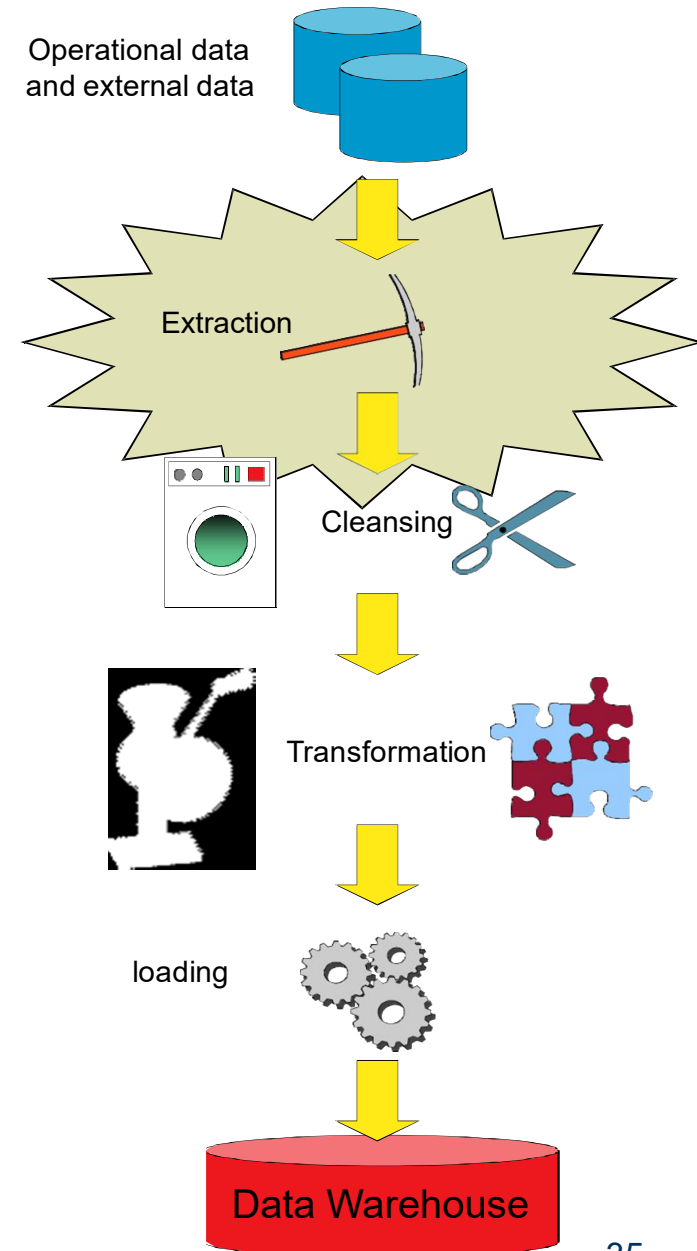 Operational data
and external data
Extraction
Cleansing
Transformation
loading
Data Warehouse